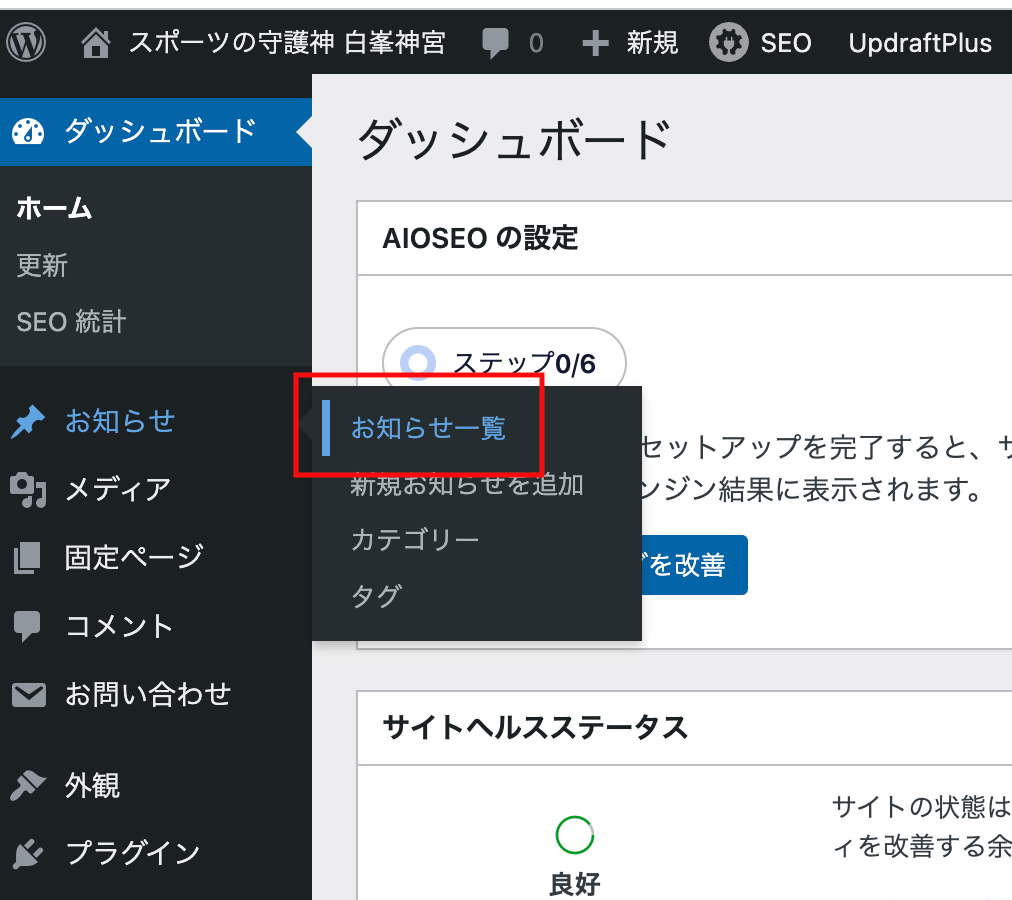 スポーツの守護神 白峯神宮 0 新規 SEO UpdraftPlus
ダッシュボード
ホーム
更新
SEO 統計
お知らせ
お知らせ一覧
新規お知らせを追加
カテゴリー
タグ
メディア
固定ページ
コメント
お問い合わせ
外観
プラグイン
ダッシュボード
AIOSEO の設定
ステップ0/6
セットアップを完了すると、サ
ンジン結果に表示されます。
を改善
サイトヘルスステータス
良好
サイトの状態は
ィを改善する余